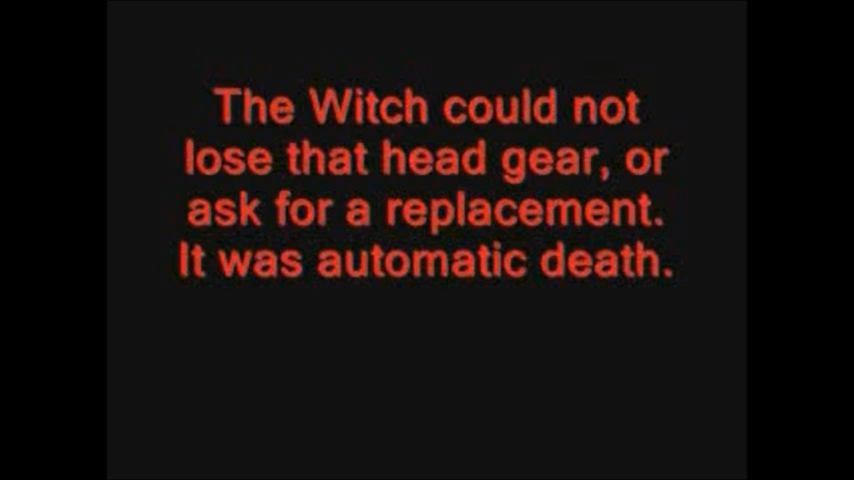 The Witch could not
lose that head gear, or
ask for a replacement.
It was automatic death.